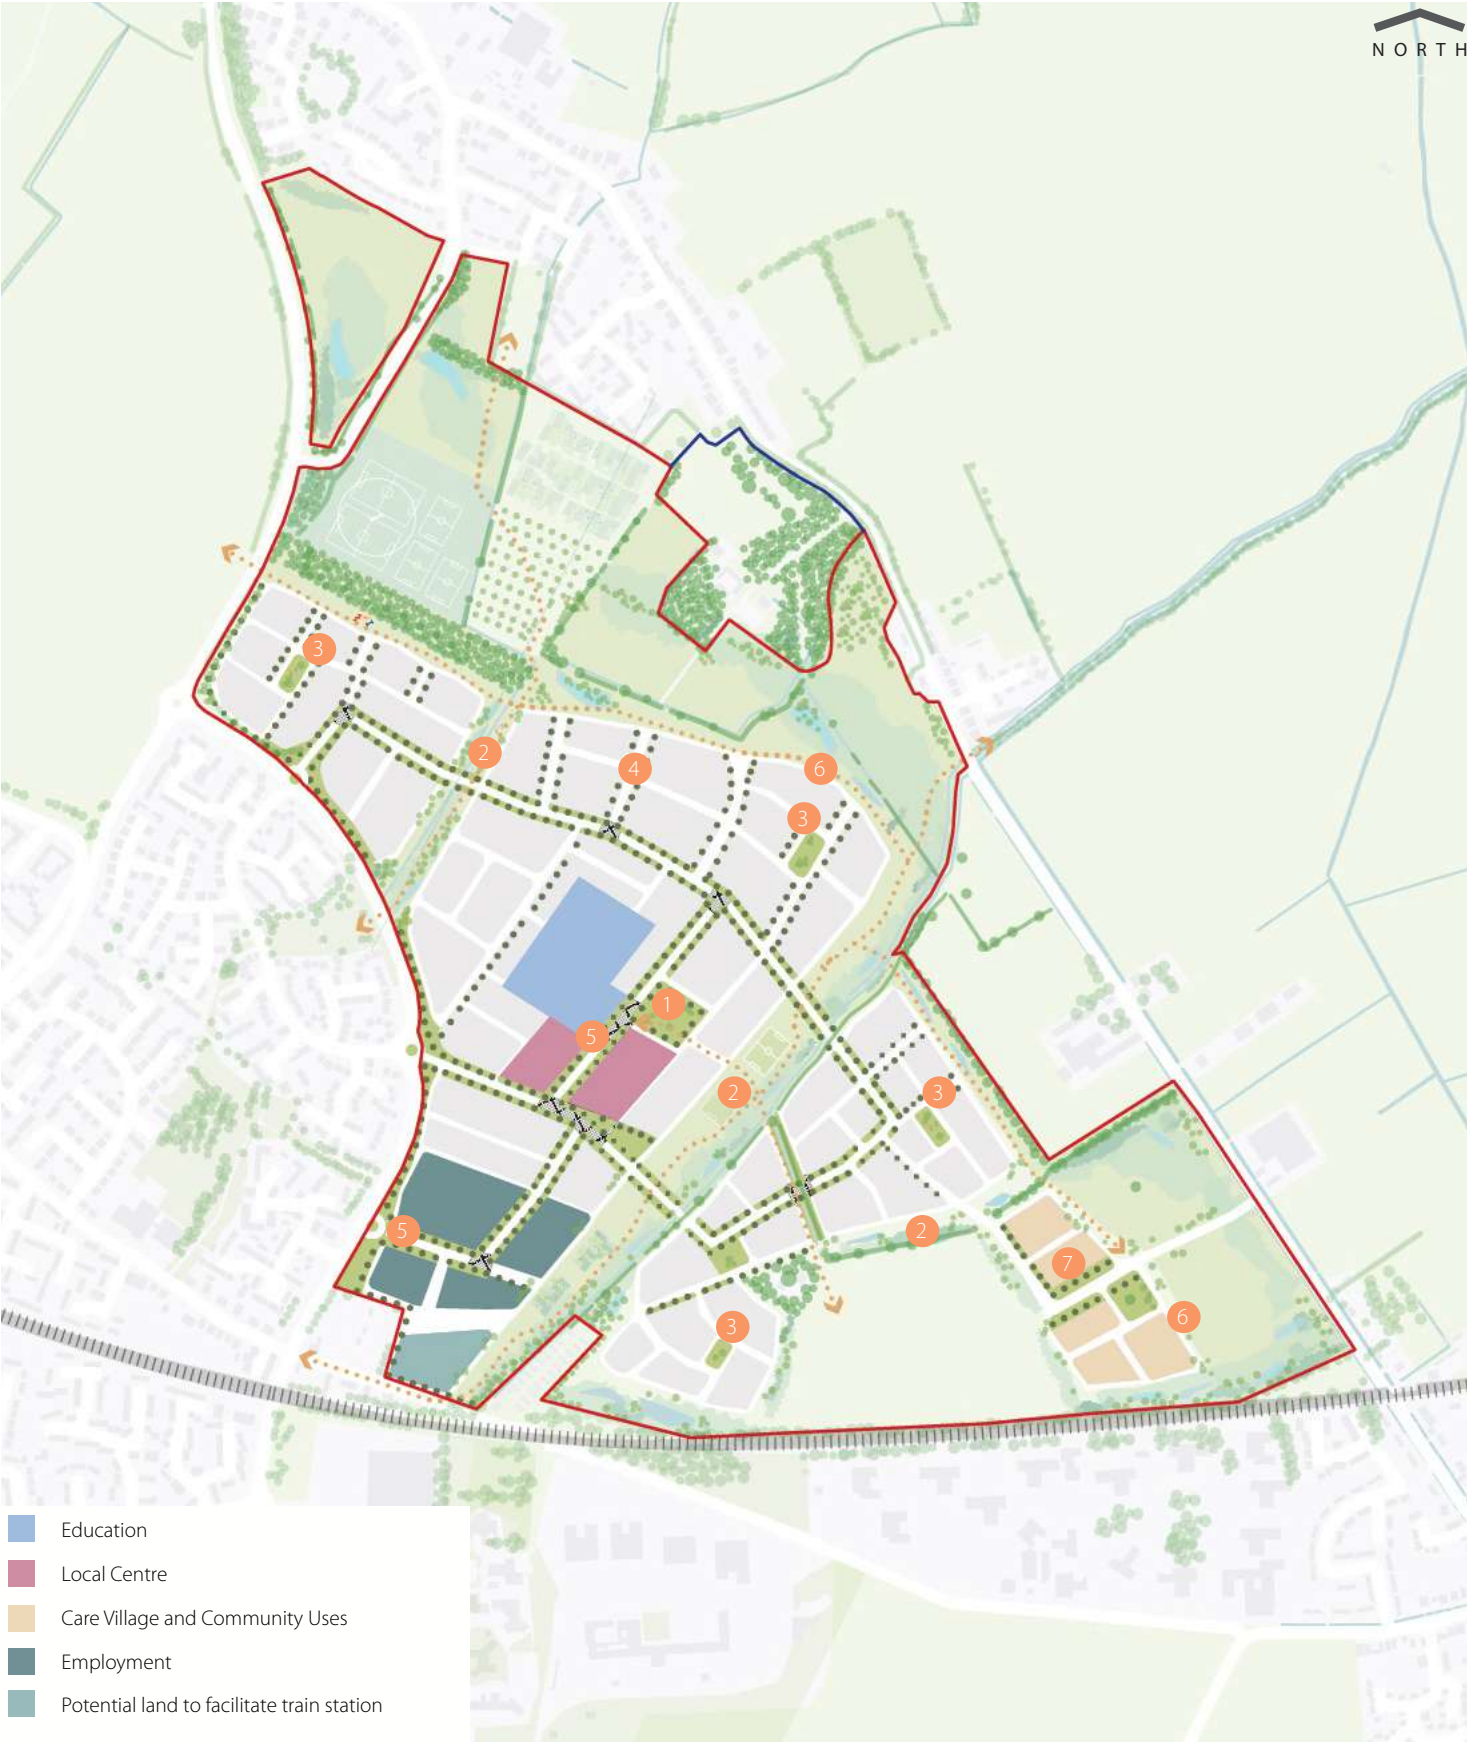 NORTH
3
2
4
6
3
1
5
2
3
5
2
7
6
3
Education
Local Centre
Care Village and Community Uses
Employment
Potential land to facilitate train station